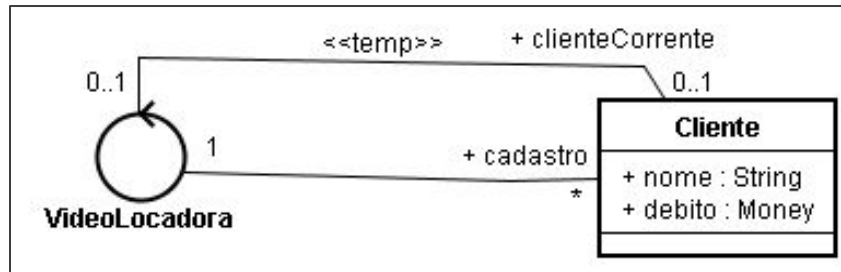 <<temp>>
+ clienteCorrente
0..1
0..1
Cliente
1
+ cadastro
+ nome : String
*
+ debito : Money
VideoLocadora